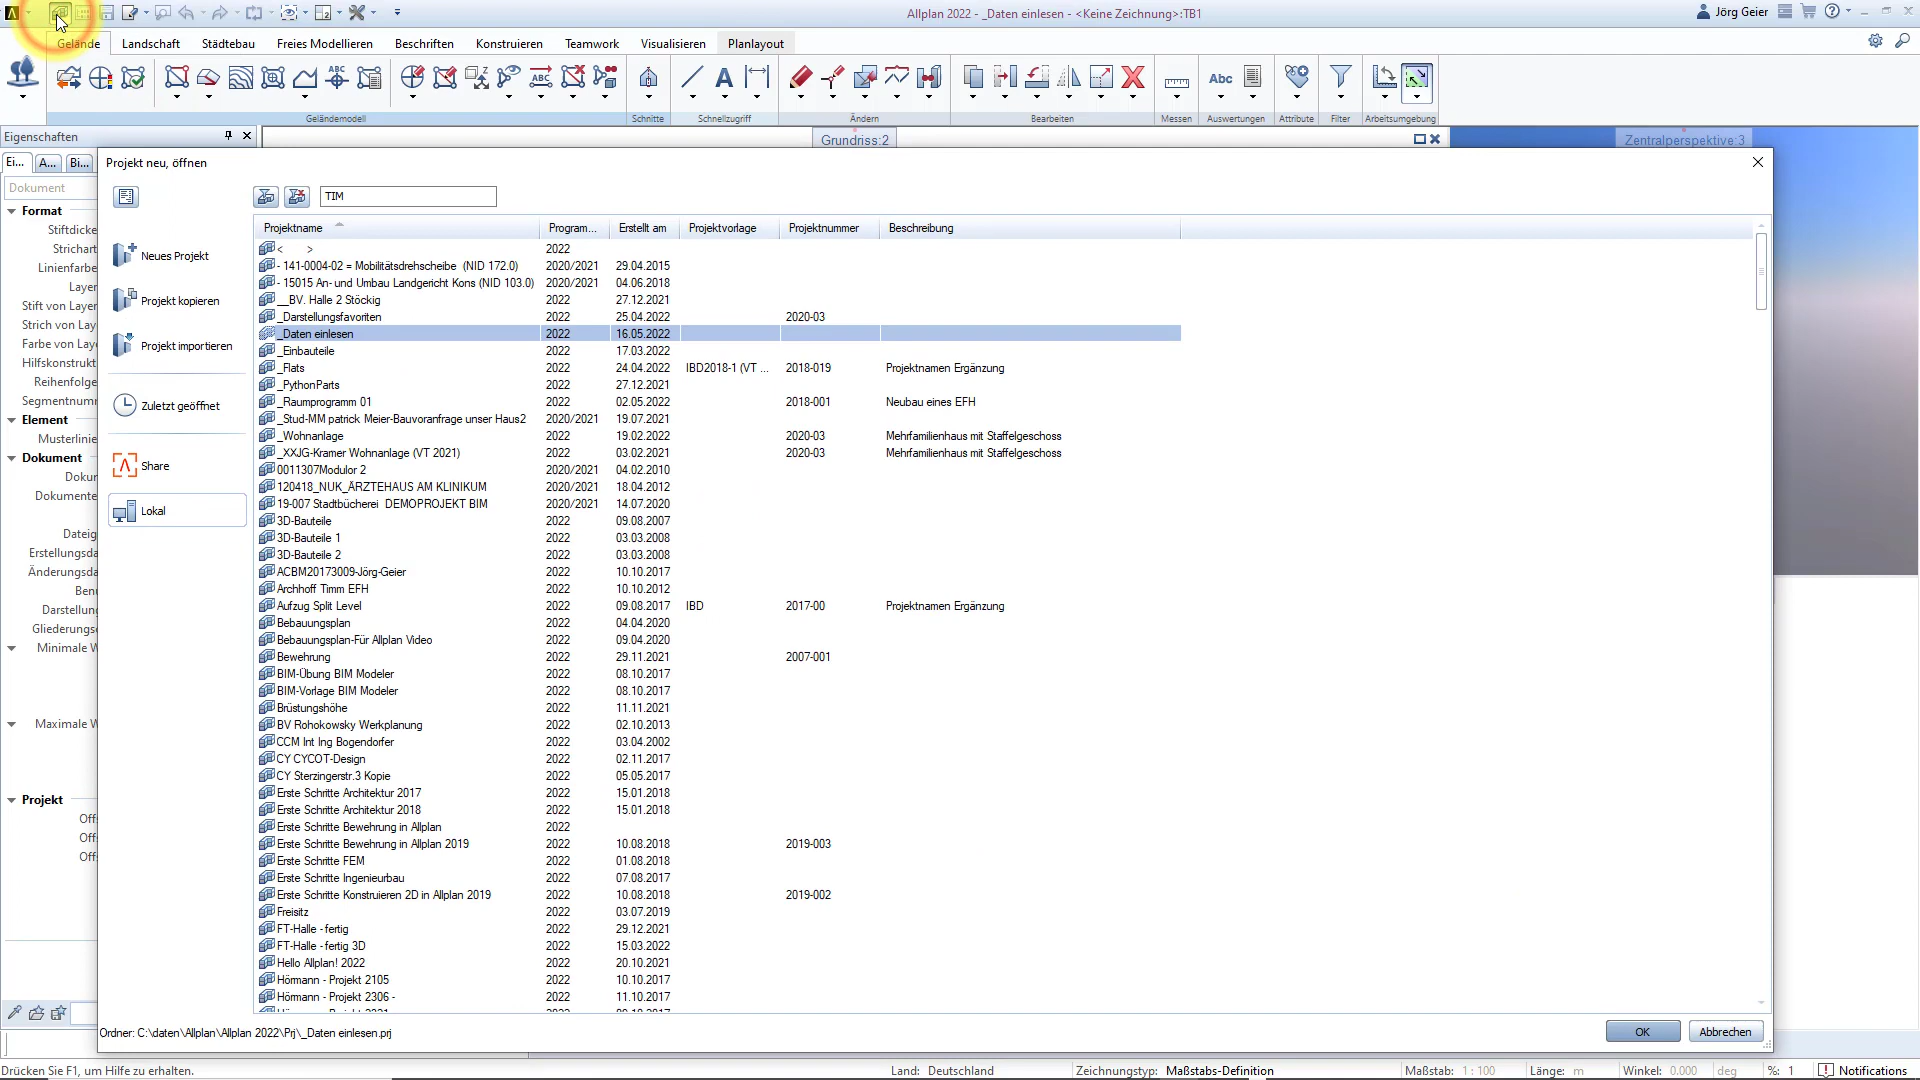 Allplan 2022 - _Daten einlesen - <Keine Zeichnung>:TB1
Jörg Geier
Gelände
Landschaft
Städtebau
Freies Modellieren
Beschriften
Konstruieren
Teamwork
Visualisieren
Planlayout
ABC
ABC
A
Abc
Geländemodell
Schnitte
Schnellzugriff
Ändern
Bearbeiten
Messen
Auswertungen
Attribute
Filter
Arbeitsumgebung
Eigenschaften
Grundriss:2
Zentralperspektive:3
Ei...
A...
Bi...
Dokument
Format
Stiftdicke
Strichart
Linienfarbe
Layer
Stift von Layer
Strich von Lay
Farbe von Layer
Hilfskonstrukt
Reihenfolge
Segmentnumr
Element
Musterlinie
Dokument
Dokur
Dokumente
Dateig
Erstellungsda
Änderungsda
Benu
Darstellung
Gliederungse
Minimale W
Maximale W
Projekt
Off
Off
Off
Projekt neu, öffnen
TIM
Neues Projekt
Projekt kopieren
Projekt importieren
Zuletzt geöffnet
Share
Lokal
Projektname Program... Erstellt am Projektvorlage Projektnummer Beschreibung
< > 2022
- 141-0004-02 = Mobilitätsdrehscheibe (NID 172.0) 2020/2021 29.04.2015
- 15015 An- und Umbau Landgericht Kons (NID 103.0) 2020/2021 04.06.2018
__BV. Halle 2 Stöckig 2022 27.12.2021
_Darstellungsfavoriten 2022 25.04.2022 2020-03
_Daten einlesen 2022 16.05.2022
_Einbauteile 2022 17.03.2022
_Flats 2022 24.04.2022 IBD2018-1 (VT ... 2018-019 Projektnamen Ergänzung
_PythonParts 2022 27.12.2021
_Raumprogramm 01 2022 02.05.2022 2018-001 Neubau eines EFH
_Stud-MM patrick Meier-Bauvoranfrage unser Haus2 2020/2021 19.07.2021
_Wohnanlage 2022 19.02.2022 2020-03 Mehrfamilienhaus mit Staffelgeschoss
_XXJG-Kramer Wohnanlage (VT 2021) 2022 03.02.2021 2020-03 Mehrfamilienhaus mit Staffelgeschoss
0011307Modulor 2 2020/2021 04.02.2010
120418_NUK_ÄRZTEHAUS AM KLINIKUM 2020/2021 18.04.2012
19-007 Stadtbücherei DEMOPROJEKT BIM 2020/2021 14.07.2020
3D-Bauteile 2022 09.08.2007
3D-Bauteile 1 2022 03.03.2008
3D-Bauteile 2 2022 03.03.2008
ACBM20173009-Jörg-Geier 2022 10.10.2017
Archhoff Timm EFH 2022 10.10.2012
Aufzug Split Level 2022 09.08.2017 IBD 2017-00 Projektnamen Ergänzung
Bebauungsplan 2022 04.04.2020
Bebauungsplan-Für Allplan Video 2022 09.04.2020
Bewehrung 2022 29.11.2021 2007-001
BIM-Übung BIM Modeler 2022 08.10.2017
BIM-Vorlage BIM Modeler 2022 08.10.2017
Brüstungshöhe 2022 11.11.2021
BV Rohokowsky Werkplanung 2022 02.10.2013
CCM Int Ing Bogendorfer 2022 03.04.2002
CY CYCOT-Design 2022 02.11.2017
CY Sterzingerstr.3 Kopie 2022 05.05.2017
Erste Schritte Architektur 2017 2022 15.01.2018
Erste Schritte Architektur 2018 2022 15.01.2018
Erste Schritte Bewehrung in Allplan 2022
Erste Schritte Bewehrung in Allplan 2019 2022 10.08.2018 2019-003
Erste Schritte FEM 2022 01.08.2018
Erste Schritte Ingenieurbau 2022 07.08.2017
Erste Schritte Konstruieren 2D in Allplan 2019 2022 10.08.2018 2019-002
Freisitz 2022 03.07.2019
FT-Halle - fertig 2022 29.12.2021
FT-Halle - fertig 3D 2022 15.03.2022
Hello Allplan! 2022 2022 20.10.2021
Hörmann - Projekt 2105 2022 10.10.2017
Hörmann - Projekt 2306 - 2022 11.10.2017
Ordner: C:\daten\Allplan\Allplan 2022\Prj\_Daten einlesen.prj
OK
Abbrechen
Drücken Sie F1, um Hilfe zu erhalten.
Land: Deutschland
Zeichnungstyp: Maßstabs-Definition
Maßstab: 1 : 100
Länge: m
Winkel: 0.000 deg
%: 1
Notifications